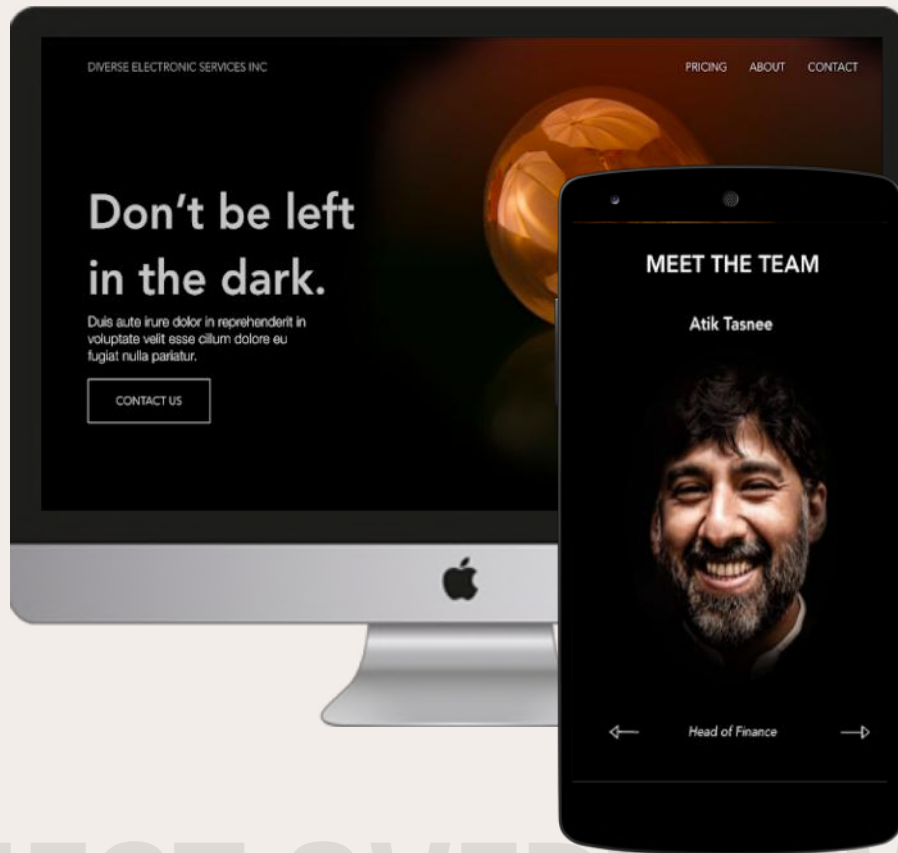 DIVERSE ELECTRONIC SERVICES INC
PRICING ABOUT CONTACT
Don't be left
in the dark.
Duis aute irure dolor in reprehenderit in
voluptate velit esse cillum dolore eu
fugiat nulla pariatur.
CONTACT US
MEET THE TEAM
Atik Tasnee
Head of Finance